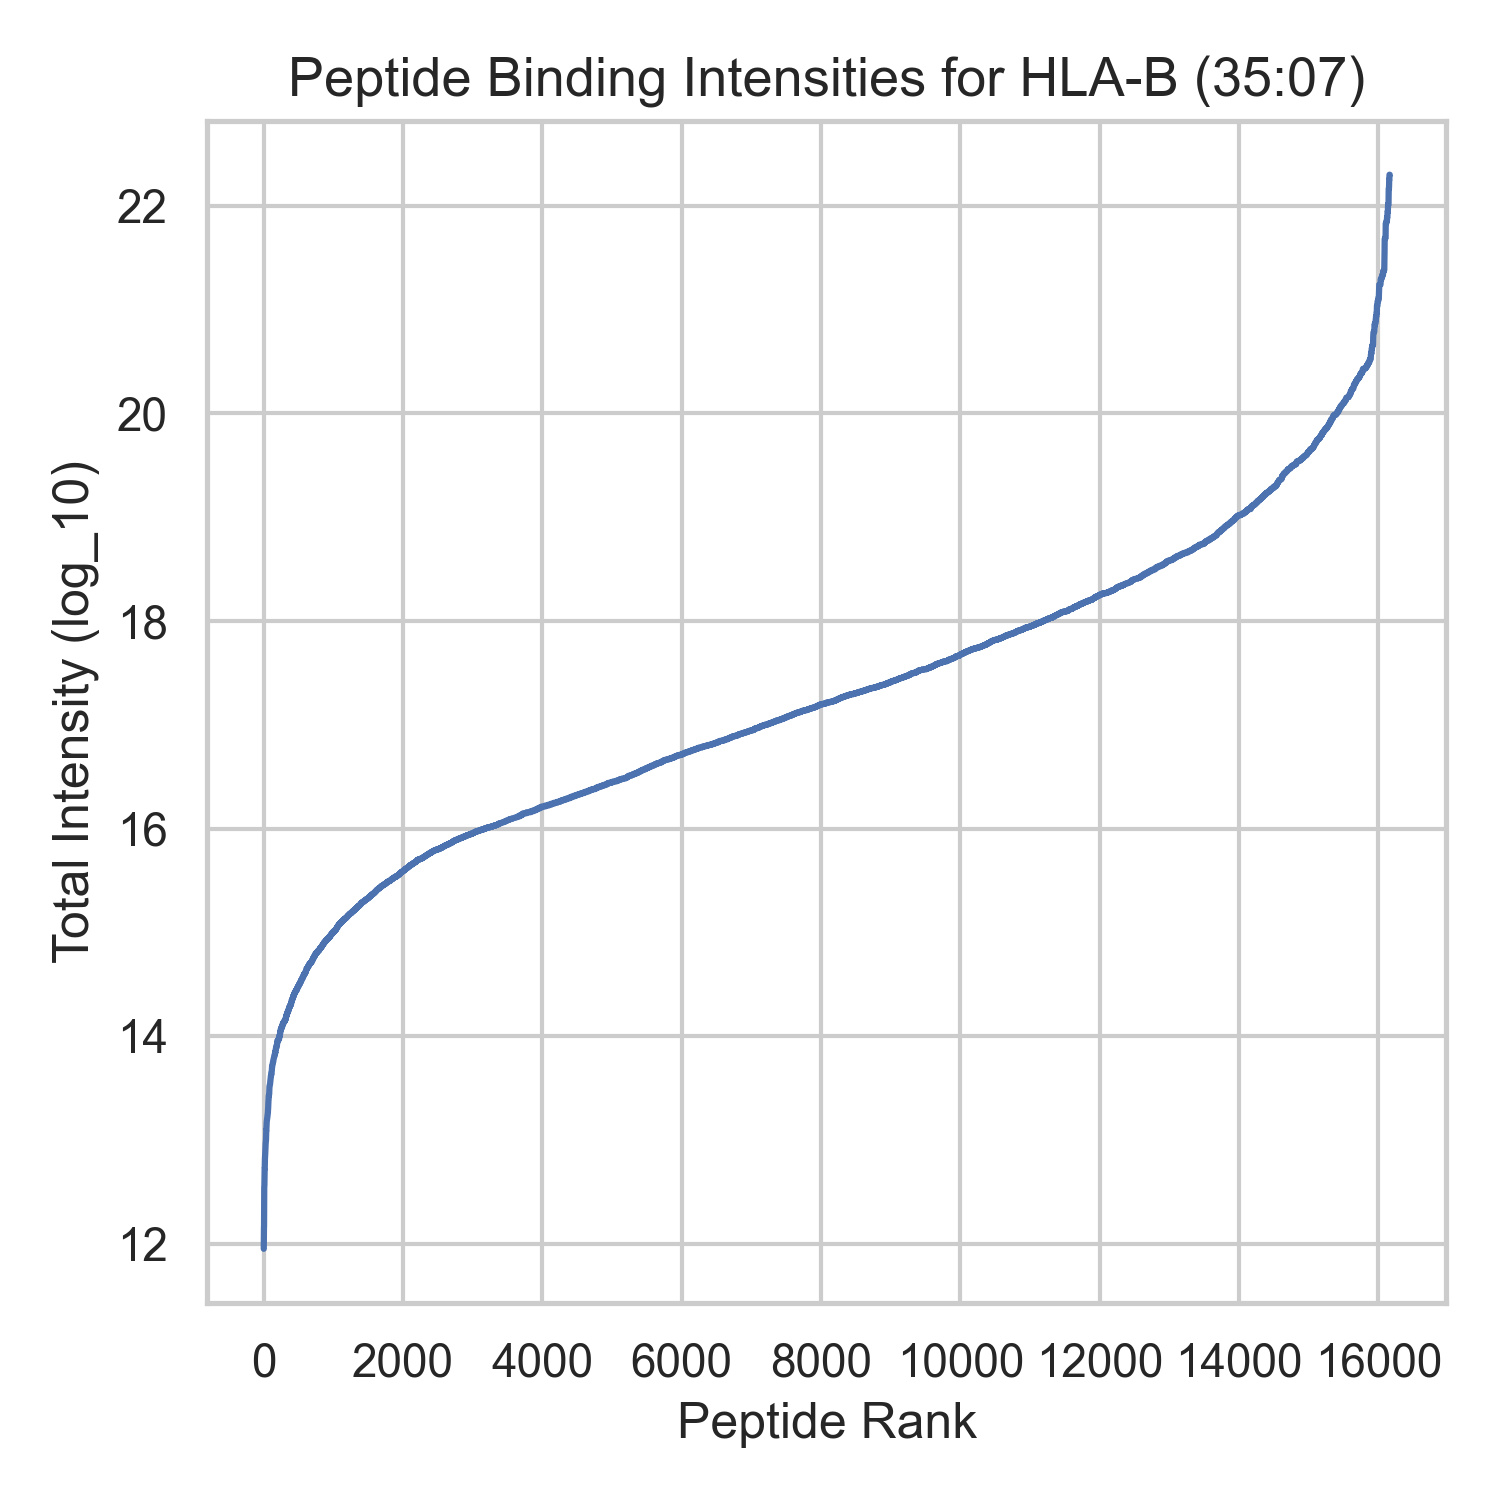 Peptide Binding Intensities for HLA-B (35:07)
Total Intensity (log_10)
22
20
18
16
14
12
0 2000 4000 6000 8000 10000 12000 14000 16000
Peptide Rank